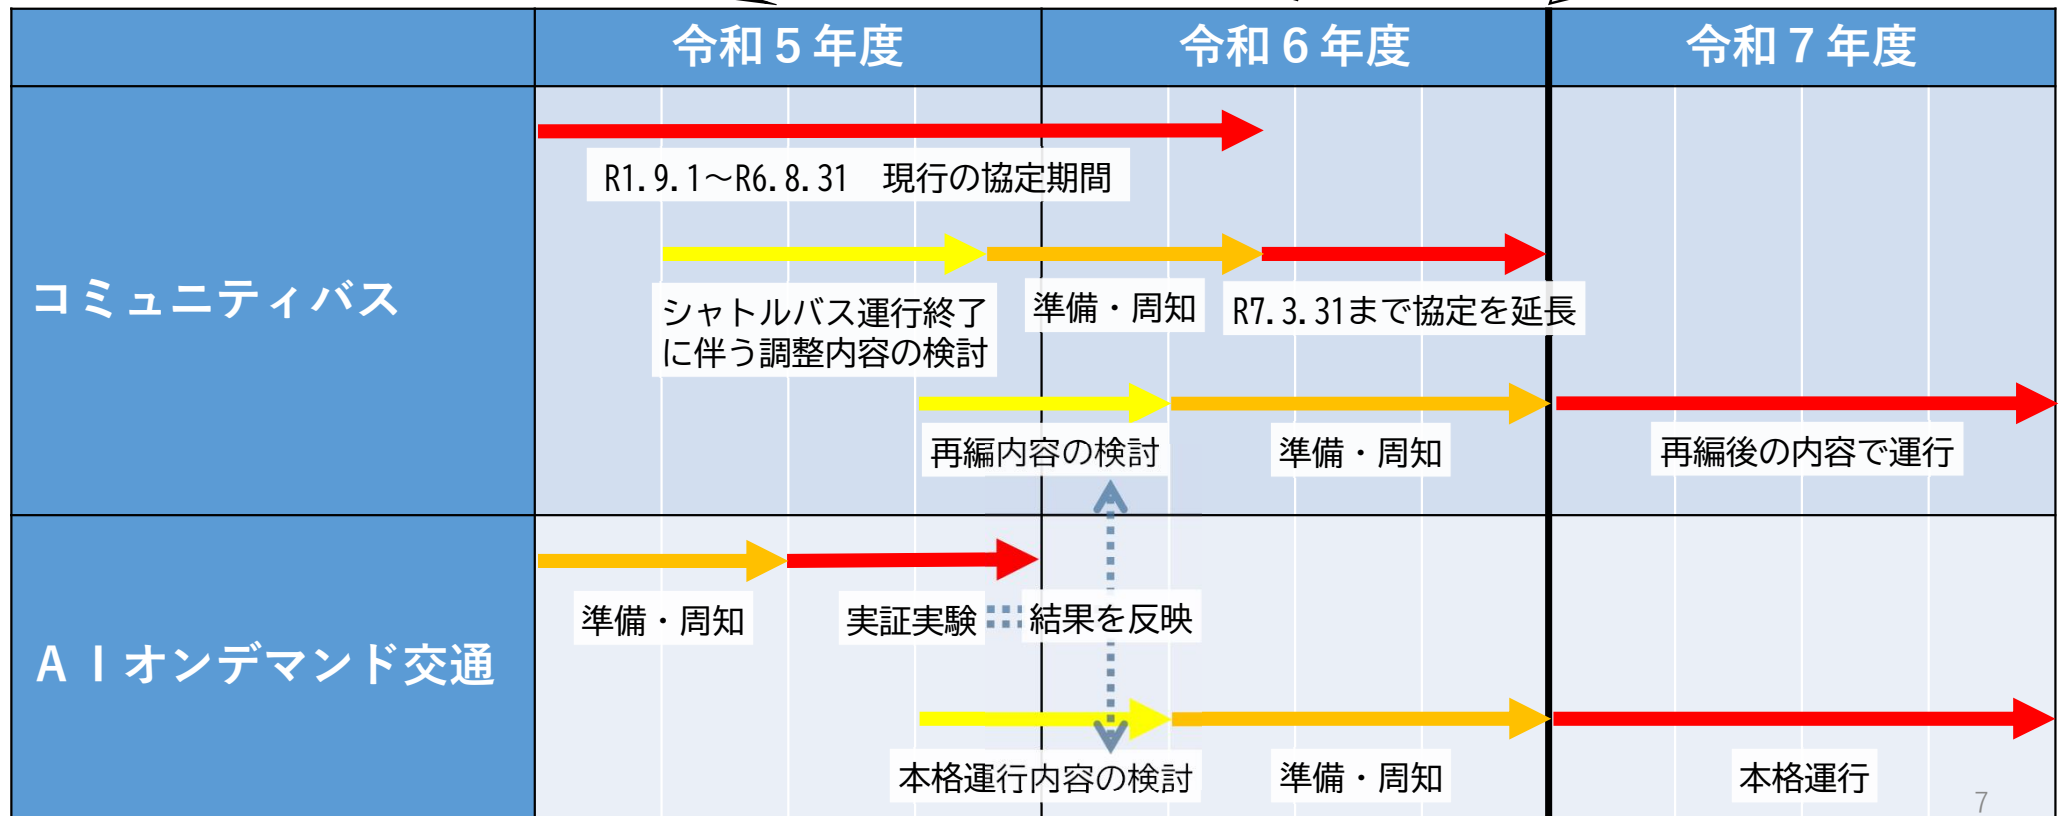 令和５年度
令和６年度
令和７年度
コミュニティバス
R1.9.1～R6.8.31　現行の協定期間
シャトルバス運行終了
に伴う調整内容の検討
準備・周知
R7.3.31まで協定を延長
再編内容の検討
準備・周知
再編後の内容で運行
ＡＩオンデマンド交通
準備・周知
実証実験
結果を反映
本格運行内容の検討
準備・周知
本格運行
7